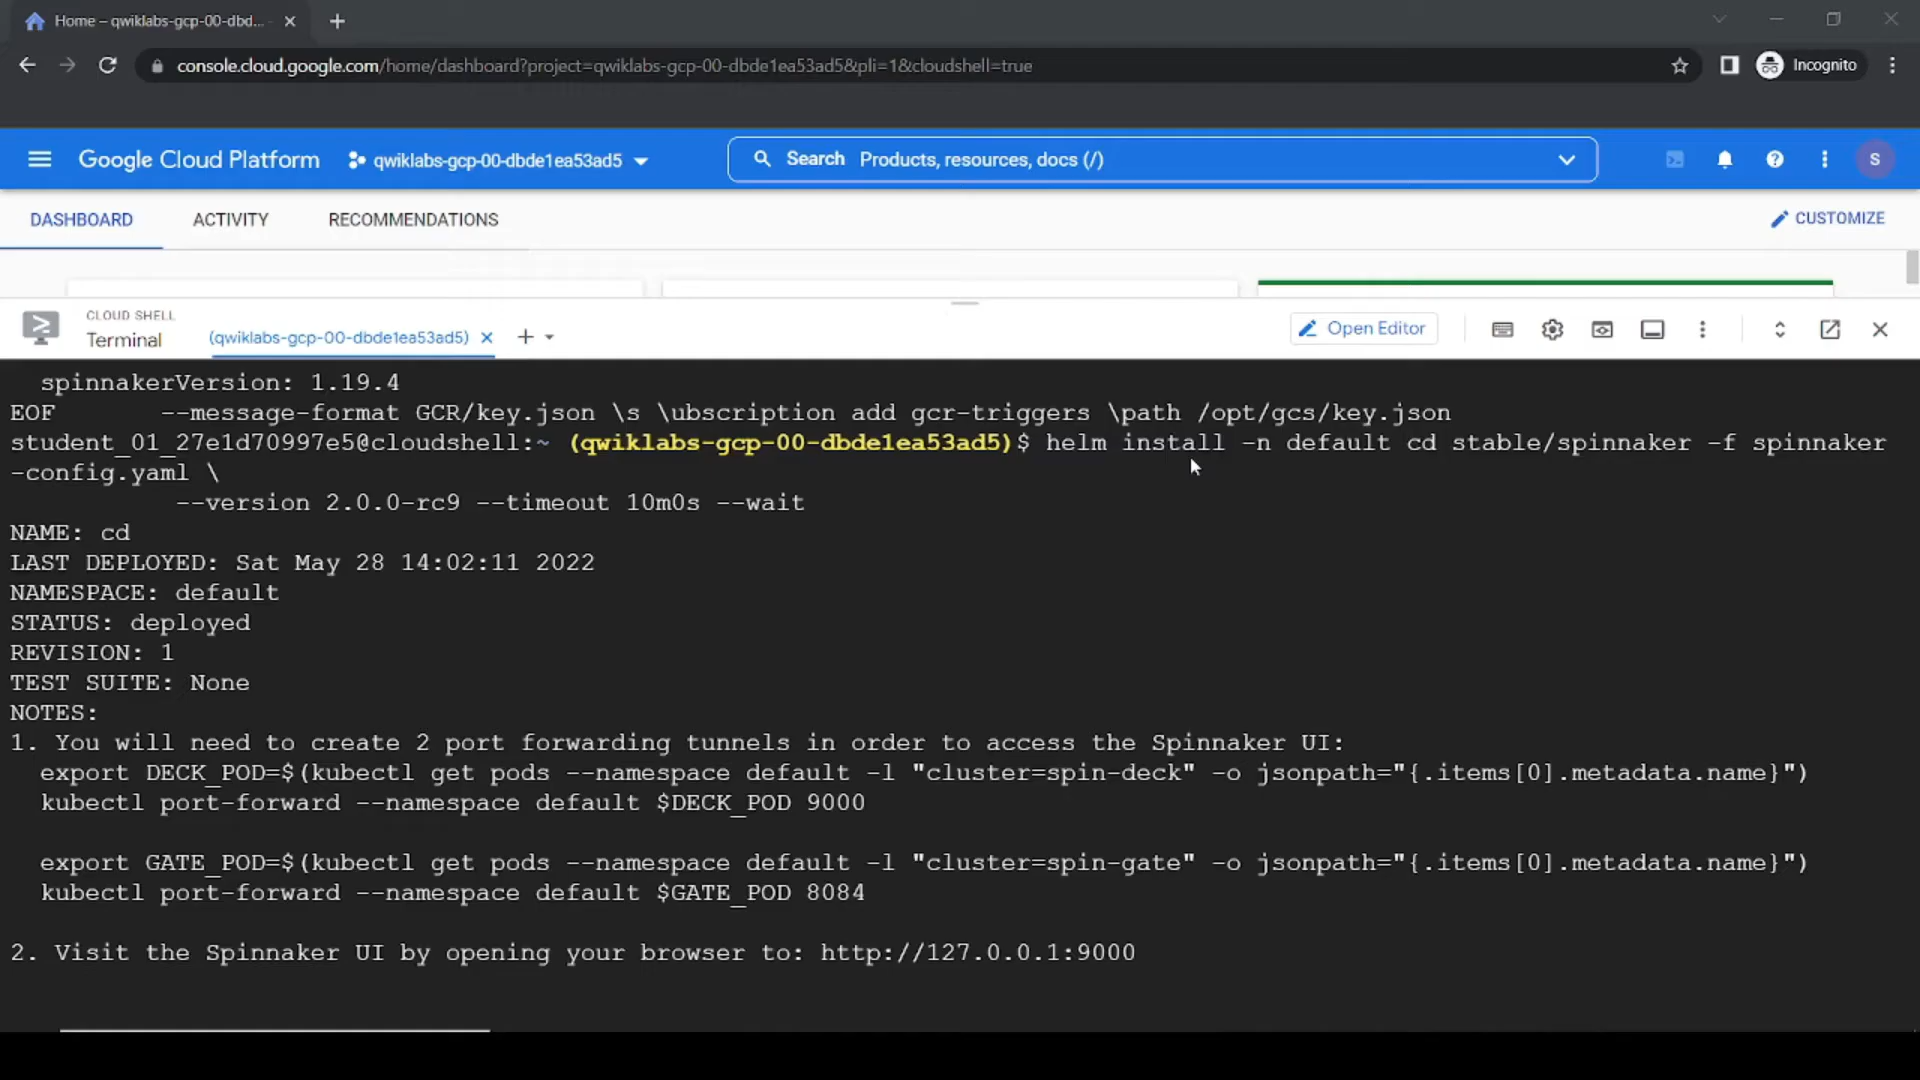 Home – qwiklabs-gcp-00-dbd...
console.cloud.google.com/home/dashboard?project=qwiklabs-gcp-00-dbde1ea53ad5&pli=1&cloudshell=true
Incognito
Google Cloud Platform
qwiklabs-gcp-00-dbde1ea53ad5
Search Products, resources, docs (/)
S
DASHBOARD
ACTIVITY
RECOMMENDATIONS
CUSTOMIZE
CLOUD SHELL
Terminal
(qwiklabs-gcp-00-dbde1ea53ad5)
Open Editor
spinnakerVersion: 1.19.4
EOF --message-format GCR/key.json \s \ubscription add gcr-triggers \path /opt/gcs/key.json
student_01_27e1d70997e5@cloudshell:~ (qwiklabs-gcp-00-dbde1ea53ad5)$ helm install -n default cd stable/spinnaker -f spinnaker
-config.yaml \
--version 2.0.0-rc9 --timeout 10m0s --wait
NAME: cd
LAST DEPLOYED: Sat May 28 14:02:11 2022
NAMESPACE: default
STATUS: deployed
REVISION: 1
TEST SUITE: None
NOTES:
1. You will need to create 2 port forwarding tunnels in order to access the Spinnaker UI:
export DECK_POD=$(kubectl get pods --namespace default -l "cluster=spin-deck" -o jsonpath="{.items[0].metadata.name}")
kubectl port-forward --namespace default $DECK_POD 9000
export GATE_POD=$(kubectl get pods --namespace default -l "cluster=spin-gate" -o jsonpath="{.items[0].metadata.name}")
kubectl port-forward --namespace default $GATE_POD 8084
2. Visit the Spinnaker UI by opening your browser to: http://127.0.0.1:9000